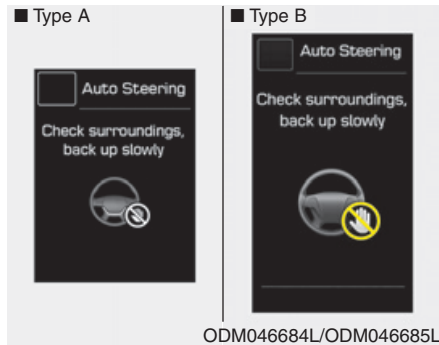 ■ Type A
Auto Steering
Check surroundings,
back up slowly
■ Type B
Auto Steering
Check surroundings,
back up slowly
ODM046684L/ODM046685L